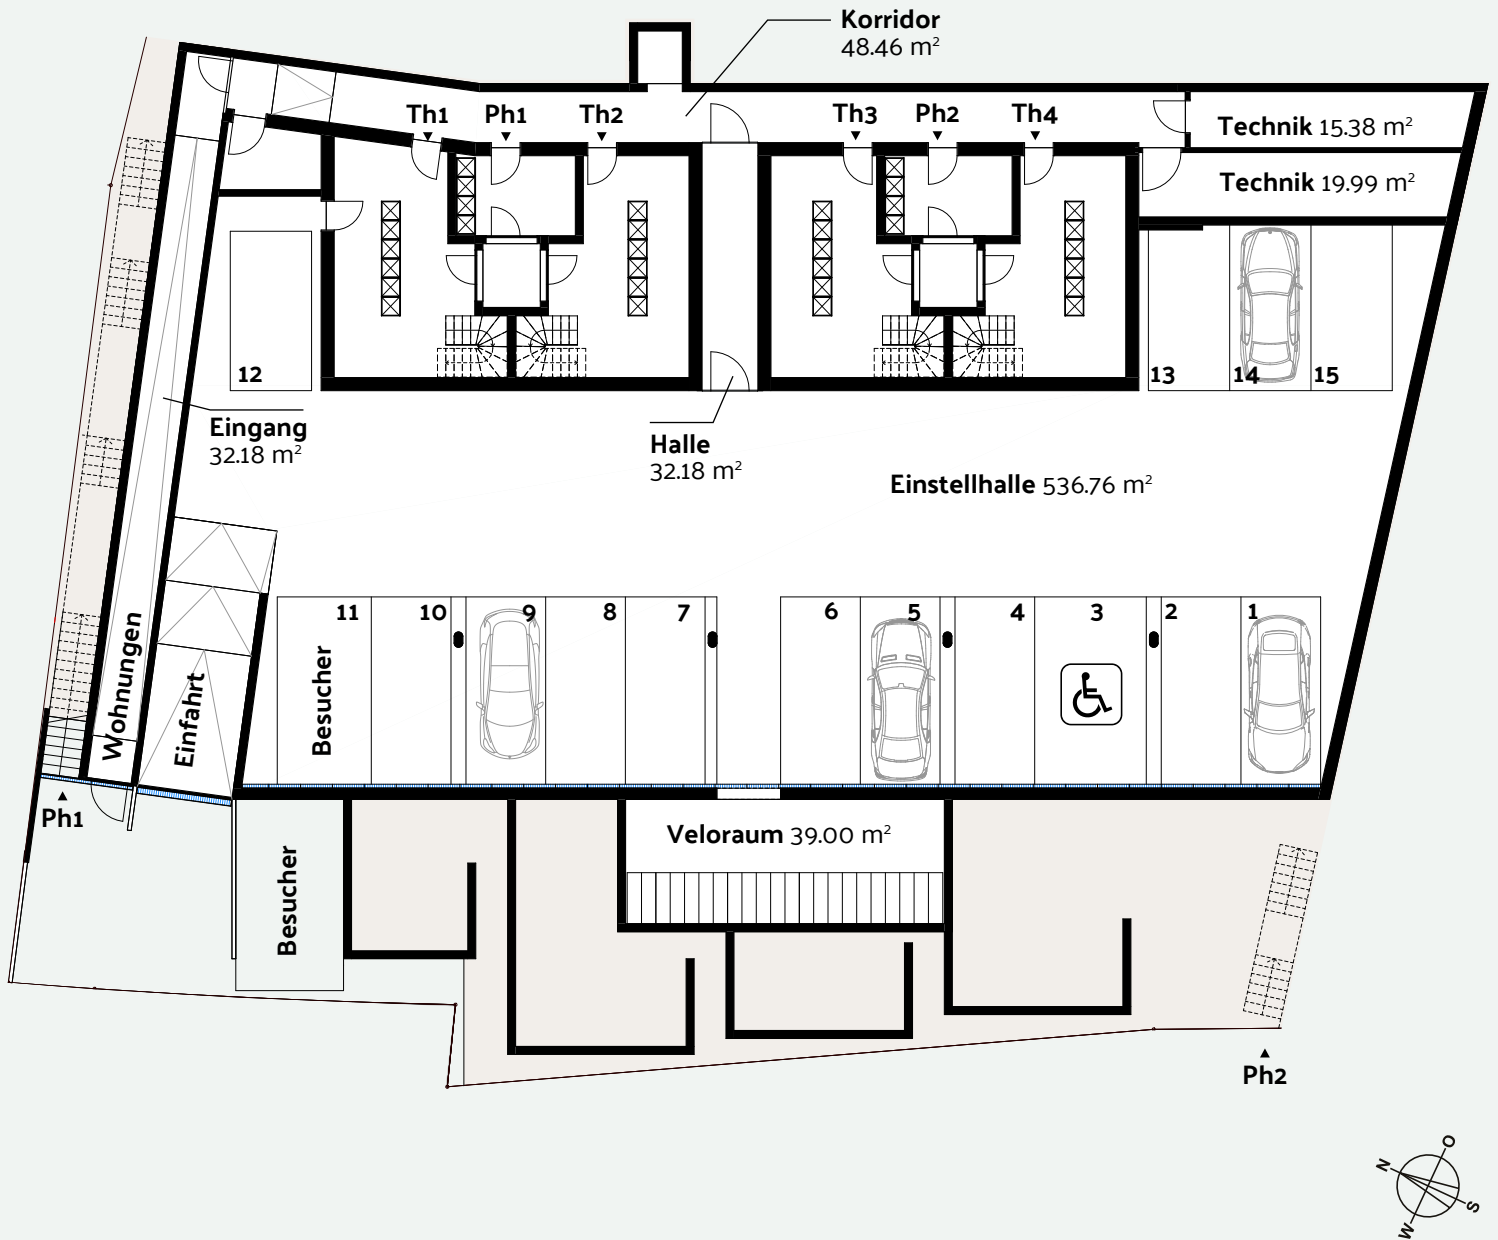 Korridor
48.46 m²
Th1
Ph1
Th2
Th3
Ph2
Th4
Technik 15.38 m²
Technik 19.99 m²
12
13
14
15
Eingang
32.18 m²
Halle
32.18 m²
Einstellhalle 536.76 m²
11
10
9
8
7
6
5
4
3
2
1
Wohnungen
Einfahrt
Besucher
Ph1
Veloraum 39.00 m²
Besucher
Ph2
N
O
S
W